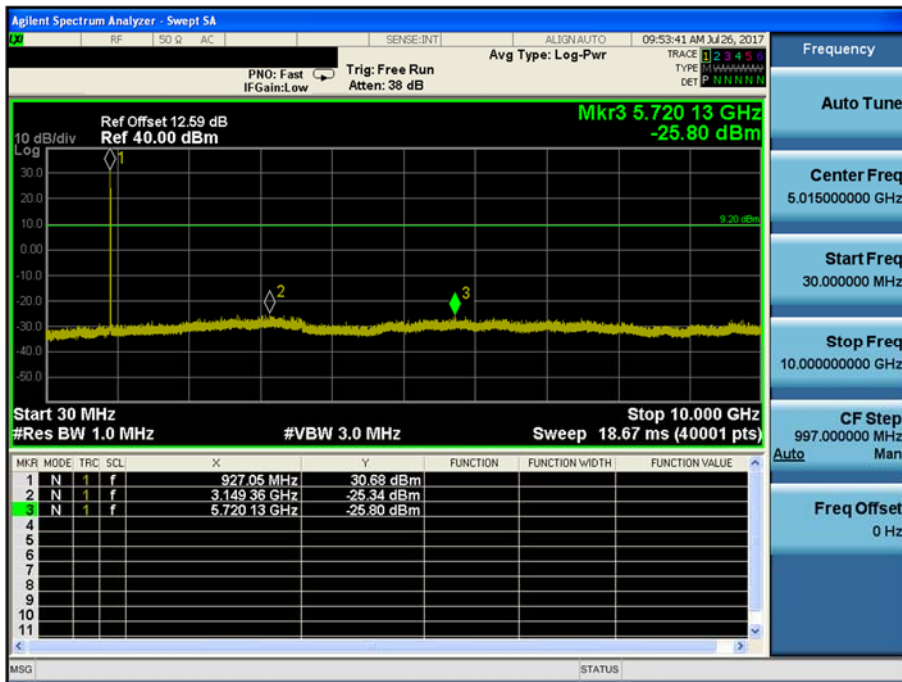 Agilent Spectrum Analyzer - Swept SA
LXI RF 50 Ω AC SENSE:INT ALIGN AUTO 09:53:41 AM Jul 26, 2017
Avg Type: Log-Pwr
TRACE 1 2 3 4 5 6
TYPE M
DET P N N N N N
PNO: Fast
IFGain:Low
Trig: Free Run
Atten: 38 dB
Mkr3 5.720 13 GHz
-25.80 dBm
Ref Offset 12.59 dB
Ref 40.00 dBm
10 dB/div
Log
1
30.0
20.0
10.0
9.20 dBm
0.00
-10.0
-20.0
2
3
-30.0
-40.0
-50.0
Start 30 MHz
Stop 10.000 GHz
#Res BW 1.0 MHz
#VBW 3.0 MHz
Sweep 18.67 ms (40001 pts)
MKR MODE TRC SCL X Y FUNCTION FUNCTION WIDTH FUNCTION VALUE
1 N 1 f 927.05 MHz 30.68 dBm
2 N 1 f 3.149 36 GHz -25.34 dBm
3 N 1 f 5.720 13 GHz -25.80 dBm
4
5
6
7
8
9
10
11
MSG
STATUS
Frequency
Auto Tune
Center Freq
5.015000000 GHz
Start Freq
30.000000 MHz
Stop Freq
10.000000000 GHz
CF Step
997.000000 MHz
Auto Man
Freq Offset
0 Hz